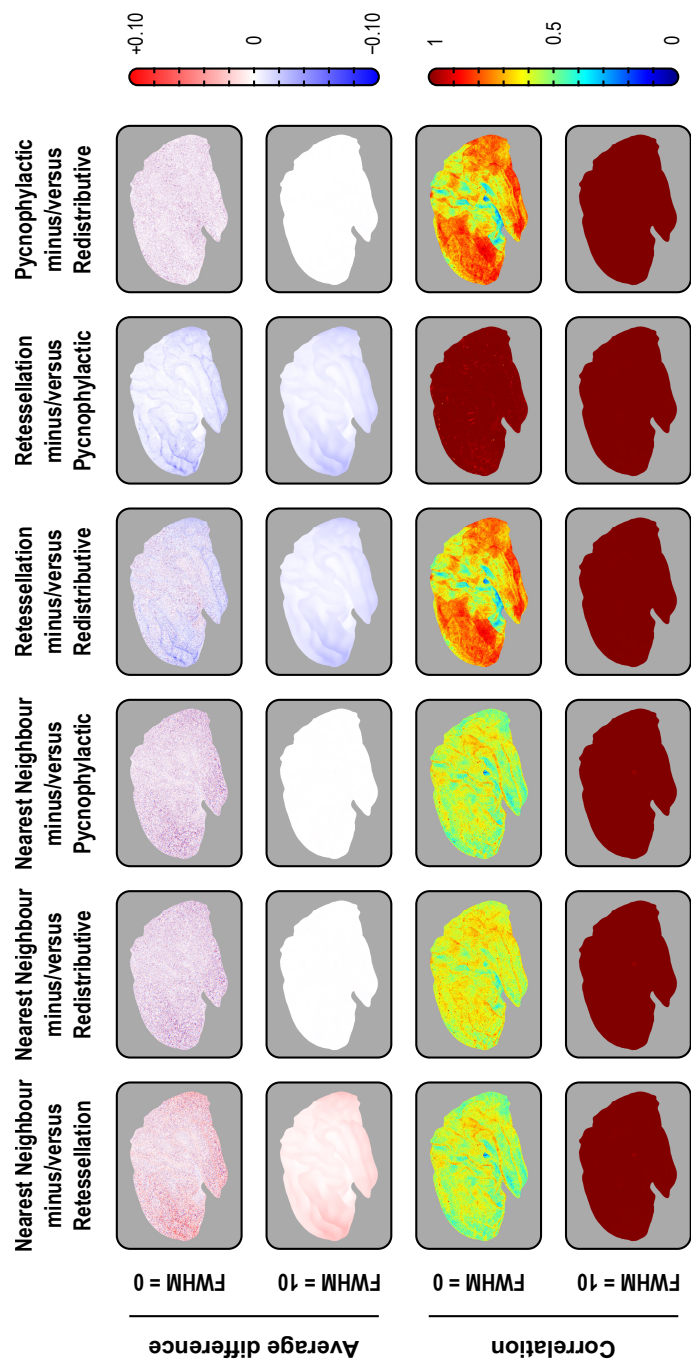 Nearest Neighbour
minus/versus
Retessellation
Nearest Neighbour
minus/versus
Redistributive
Nearest Neighbour
minus/versus
Pycnophylactic
Retessellation
minus/versus
Redistributive
Retessellation
minus/versus
Pycnophylactic
Pycnophylactic
minus/versus
Redistributive
Average difference
FWHM = 0
FWHM = 10
+0.10
0
-0.10
Correlation
FWHM = 0
FWHM = 10
1
0.5
0